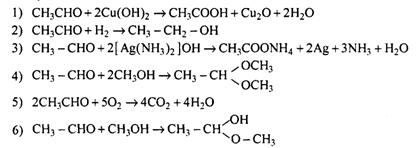 1) CH₃CHO + 2Cu(OH)₂ → CH₃COOH + Cu₂O + 2H₂O
2) CH₃CHO + H₂ → CH₃ – CH₂ – OH
3) CH₃ – CHO + 2[Ag(NH₃)₂]OH → CH₃COONH₄ + 2Ag + 3NH₃ + H₂O
OCH₃
4) CH₃ – CHO + 2CH₃OH → CH₃ – CH
OCH₃
5) 2CH₃CHO + 5O₂ → 4CO₂ + 4H₂O
OH
6) CH₃ – CHO + CH₃OH → CH₃ – CH
O – CH₃